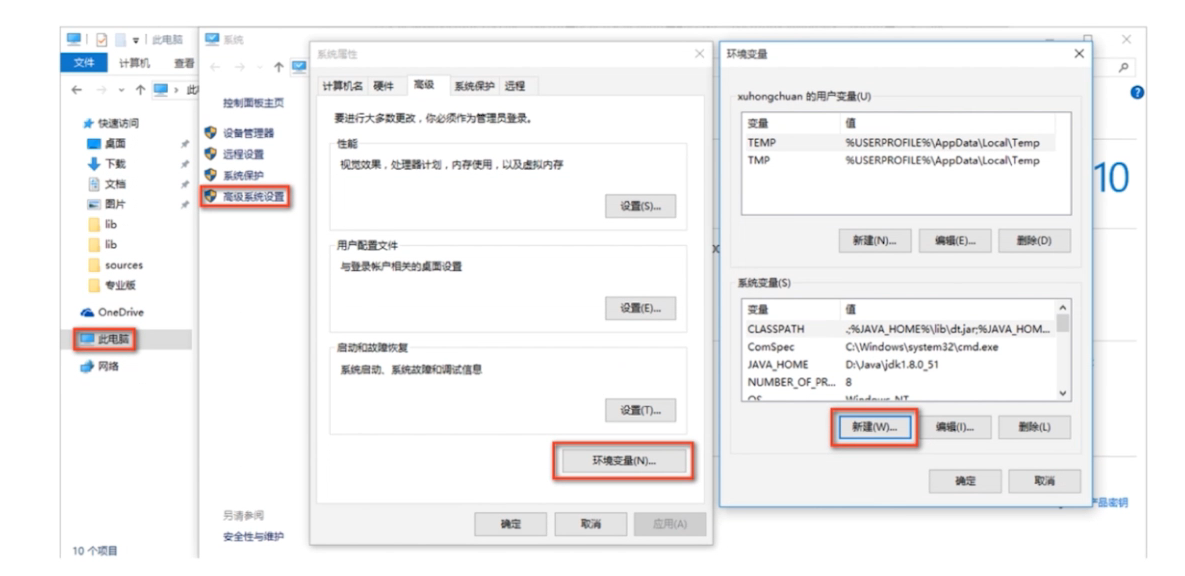 此电脑
文件 计算机 查看
快速访问
桌面
下载
文档
图片
lib
lib
sources
专业版
OneDrive
此电脑
网络
10 个项目
系统
控制面板主页
设备管理器
远程设置
系统保护
高级系统设置
另请参阅
安全性与维护
系统属性
计算机名 硬件 高级 系统保护 远程
要进行大多数更改，你必须作为管理员登录。
性能
视觉效果，处理器计划，内存使用，以及虚拟内存
设置(S)...
用户配置文件
与登录帐户相关的桌面设置
设置(E)...
启动和故障恢复
系统启动、系统故障和调试信息
设置(T)...
环境变量(N)...
确定 取消 应用(A)
环境变量
xuhongchuan 的用户变量(U)
变量 值
TEMP %USERPROFILE%\AppData\Local\Temp
TMP %USERPROFILE%\AppData\Local\Temp
新建(N)... 编辑(E)... 删除(D)
系统变量(S)
变量 值
CLASSPATH .;%JAVA_HOME%\lib\dt.jar;%JAVA_HOM...
ComSpec C:\Windows\system32\cmd.exe
JAVA_HOME D:\Java\jdk1.8.0_51
NUMBER_OF_PR... 8
OS Windows_NT
新建(W)... 编辑(I)... 删除(L)
确定 取消
10
产品密钥